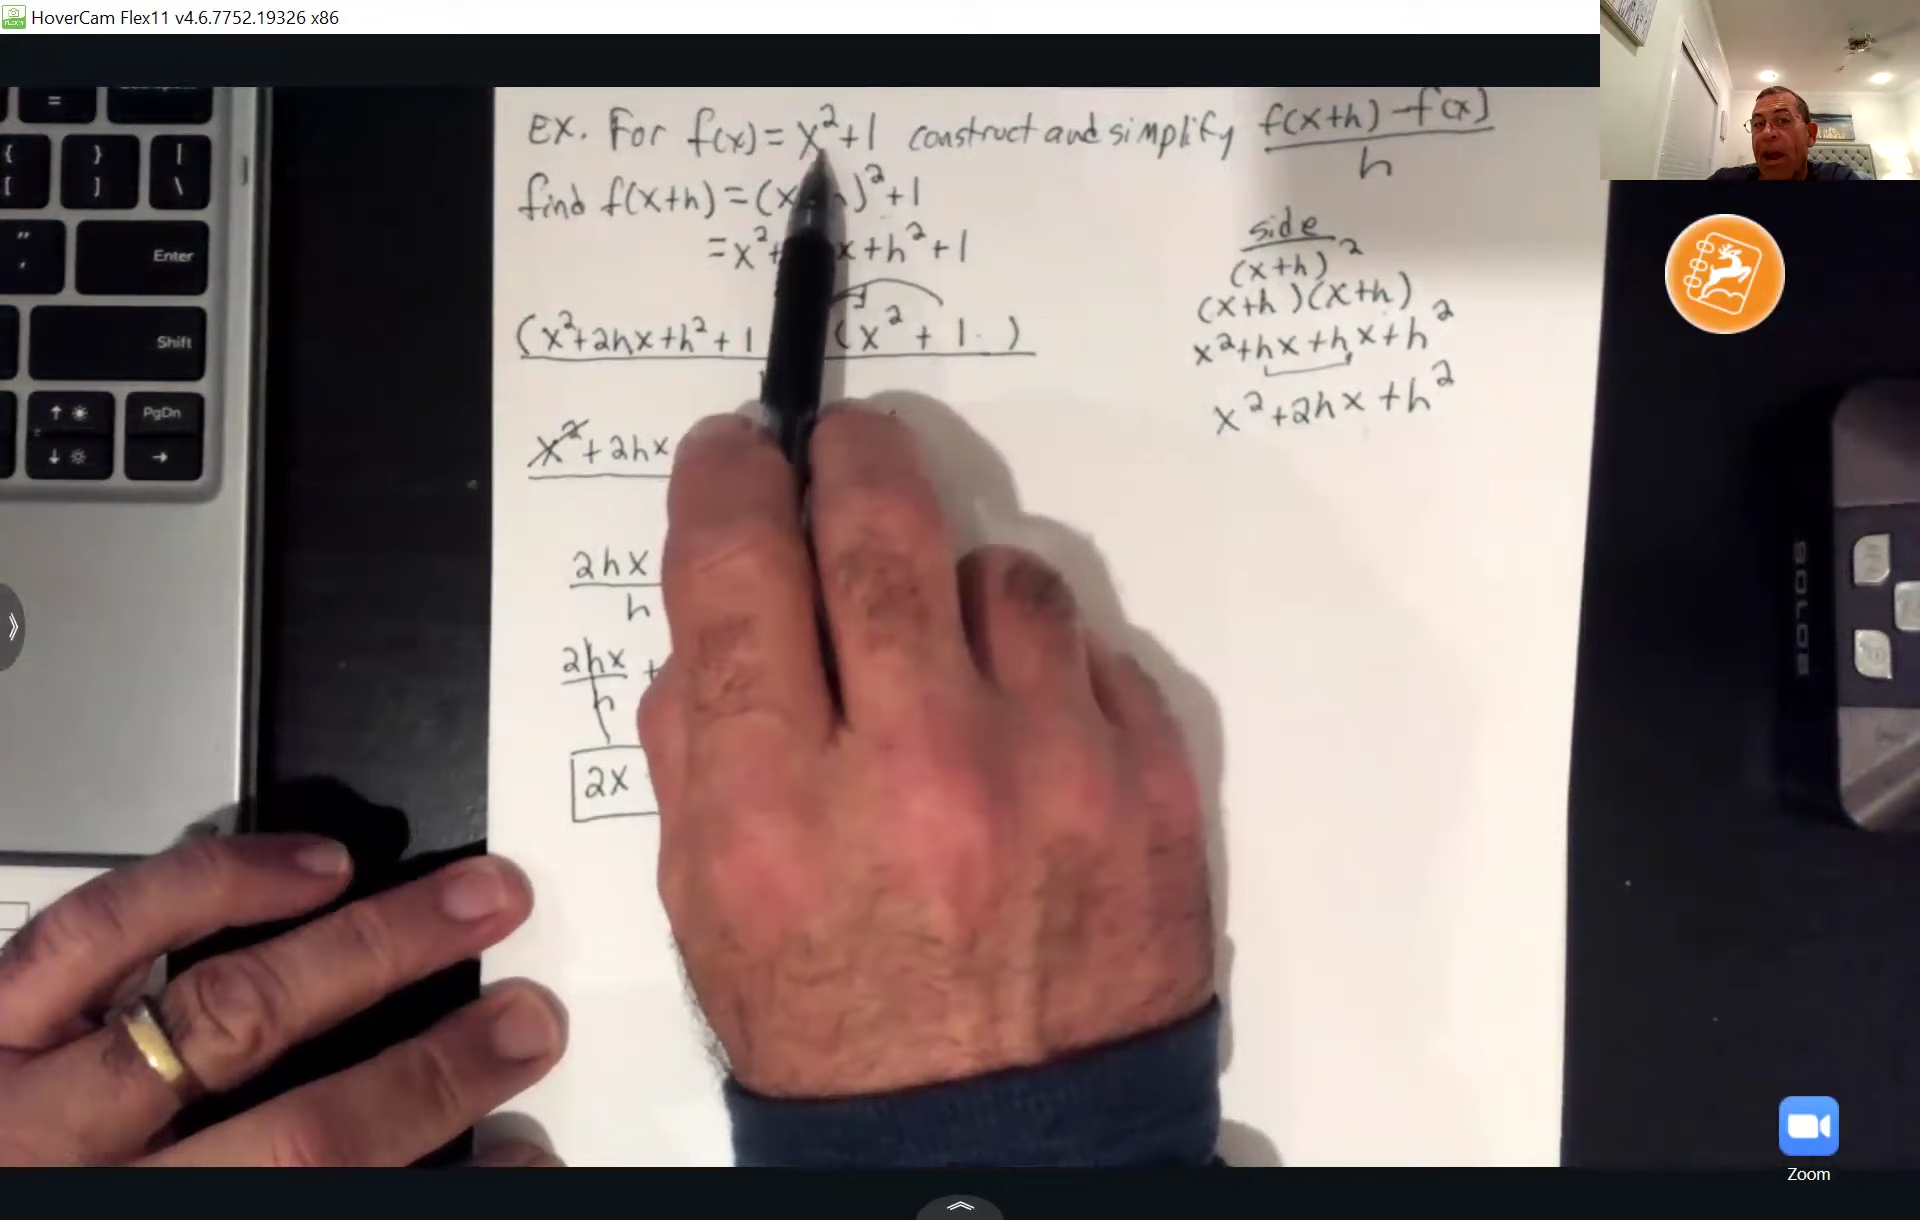 HoverCam Flex11 v4.6.7752.19326 x86
Ex. For f(x) = x²+1 construct and simplify f(x+h) - f(x)
h
find f(x+h) = (x )² +1
= x²+ x + h² + 1
(x²+2hx+h²+1 (x² + 1 )
x²+2hx
2hx
h
2hx +
h
2x
side
(x+h)²
(x+h)(x+h)
x²+hx+hx+h²
x²+2hx+h²
=
{
[
}
]
|
\
"
,
Enter
Shift
PgDn
SOLO8
Zoom